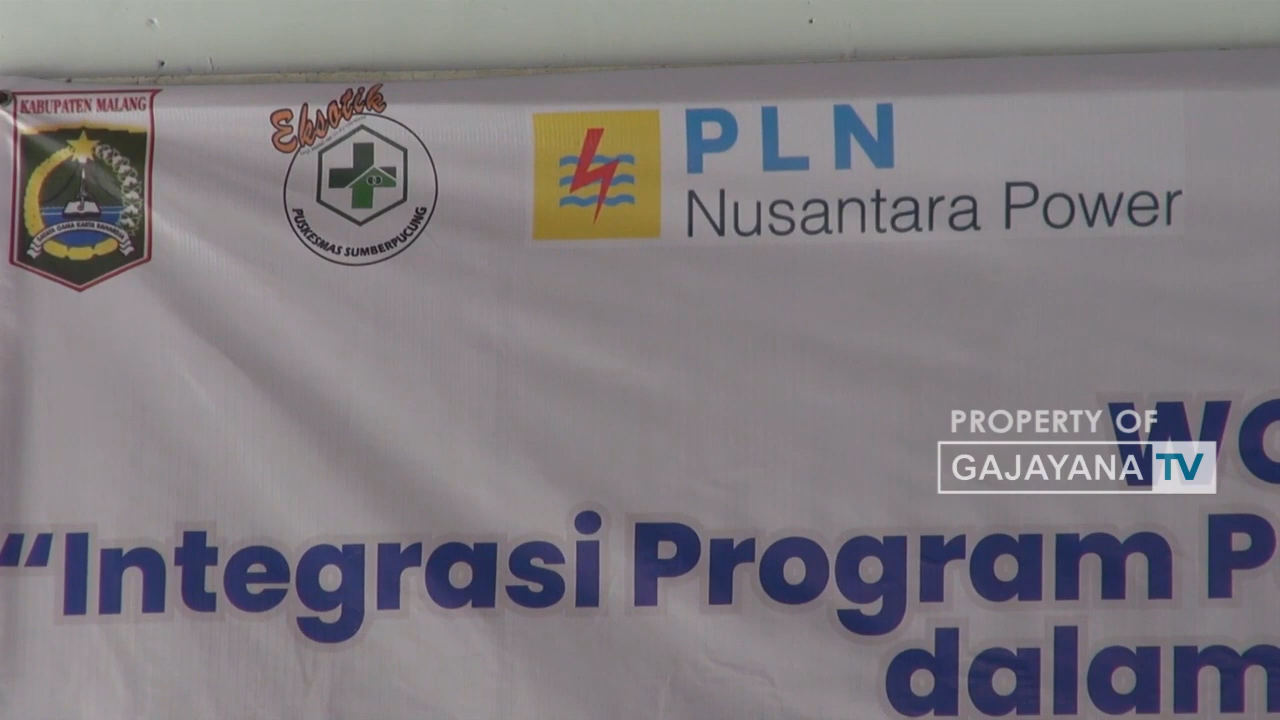 KABUPATEN MALANG
Eksotik
PUSKESMAS SUMBERPUCUNG
PLN
Nusantara Power
PROPERTY OF
GAJAYANA TV
"Integrasi Program P
dalam